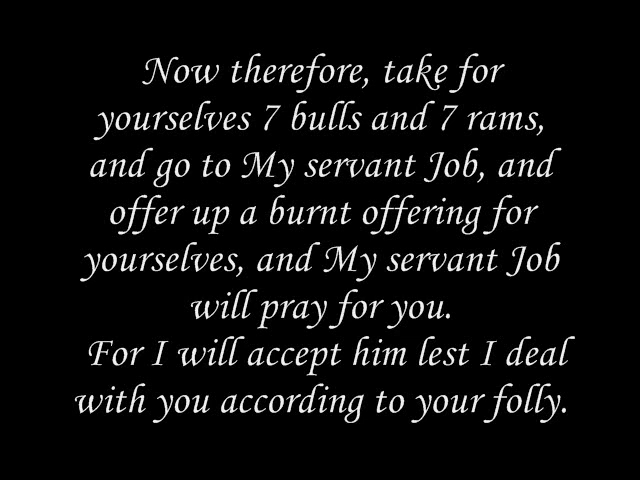 Now therefore, take for
yourselves 7 bulls and 7 rams,
and go to My servant Job, and
offer up a burnt offering for
yourselves, and My servant Job
will pray for you.
For I will accept him lest I deal
with you according to your folly.